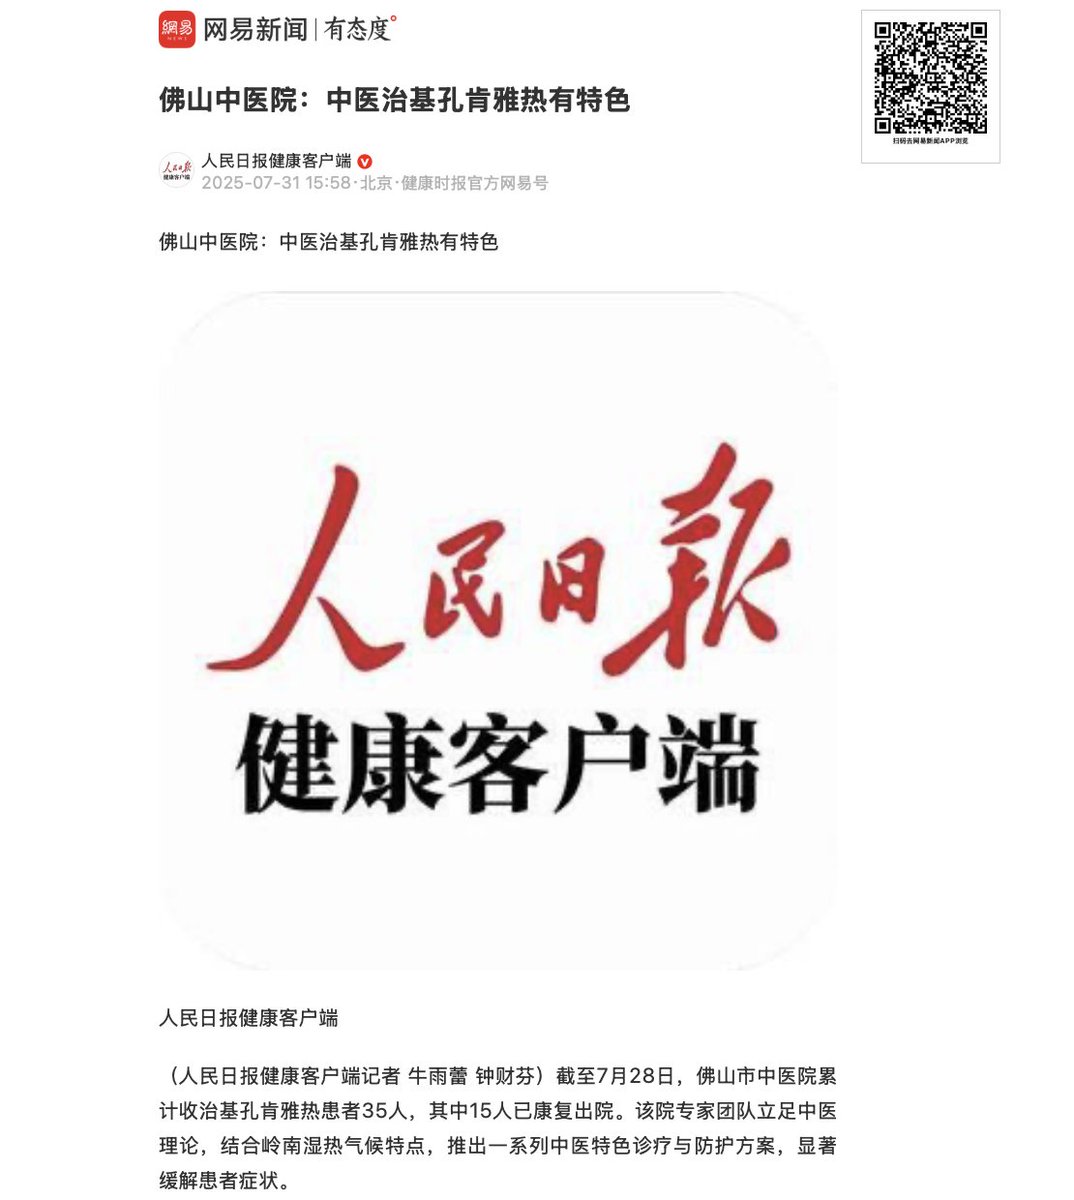 網易
NEWS
网易新闻|有态度°
扫码去网易新闻APP浏览
佛山中医院：中医治基孔肯雅热有特色
人民日报
健康客户端
人民日报健康客户端
2025-07-31 15:58·北京·健康时报官方网易号
佛山中医院：中医治基孔肯雅热有特色
人民日报
健康客户端
人民日报健康客户端
（人民日报健康客户端记者 牛雨蕾 钟财芬）截至7月28日，佛山市中医院累
计收治基孔肯雅热患者35人，其中15人已康复出院。该院专家团队立足中医
理论，结合岭南湿热气候特点，推出一系列中医特色诊疗与防护方案，显著
缓解患者症状。